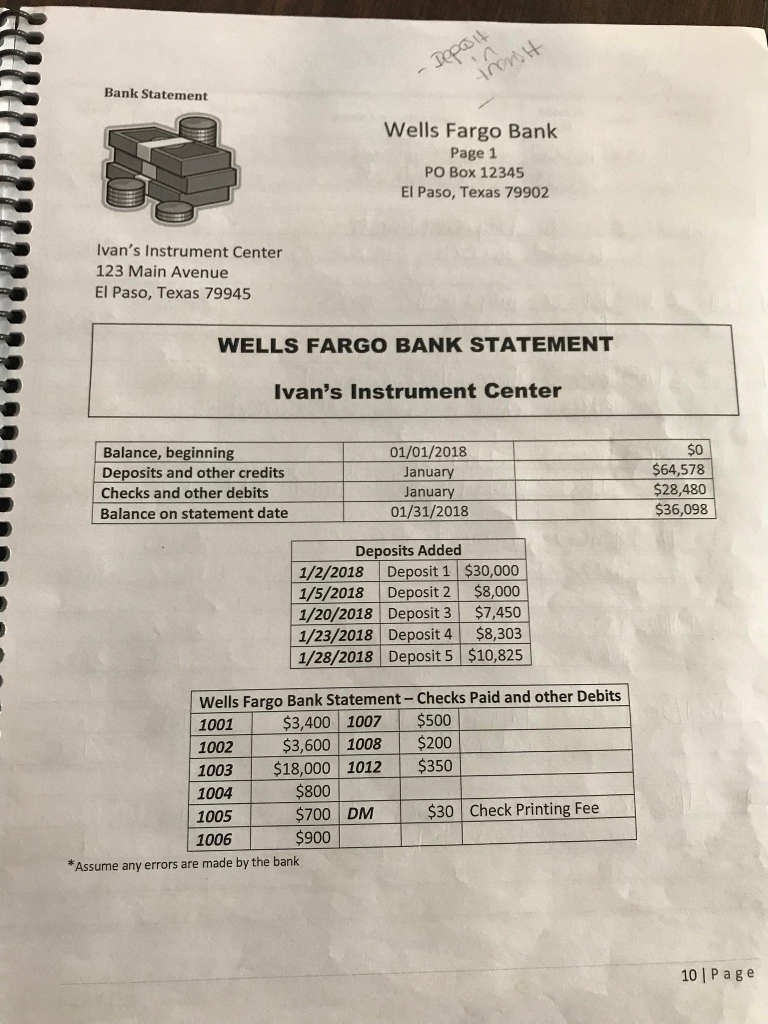 - Deposit
in
transit
Bank Statement
Wells Fargo Bank
Page 1
PO Box 12345
El Paso, Texas 79902
Ivan's Instrument Center
123 Main Avenue
El Paso, Texas 79945
WELLS FARGO BANK STATEMENT
Ivan's Instrument Center
Balance, beginning 01/01/2018 $0
Deposits and other credits January $64,578
Checks and other debits January $28,480
Balance on statement date 01/31/2018 $36,098
Deposits Added
1/2/2018 Deposit 1 $30,000
1/5/2018 Deposit 2 $8,000
1/20/2018 Deposit 3 $7,450
1/23/2018 Deposit 4 $8,303
1/28/2018 Deposit 5 $10,825
Wells Fargo Bank Statement – Checks Paid and other Debits
1001 $3,400 1007 $500
1002 $3,600 1008 $200
1003 $18,000 1012 $350
1004 $800
1005 $700 DM $30 Check Printing Fee
1006 $900
*Assume any errors are made by the bank
10 | P a g e